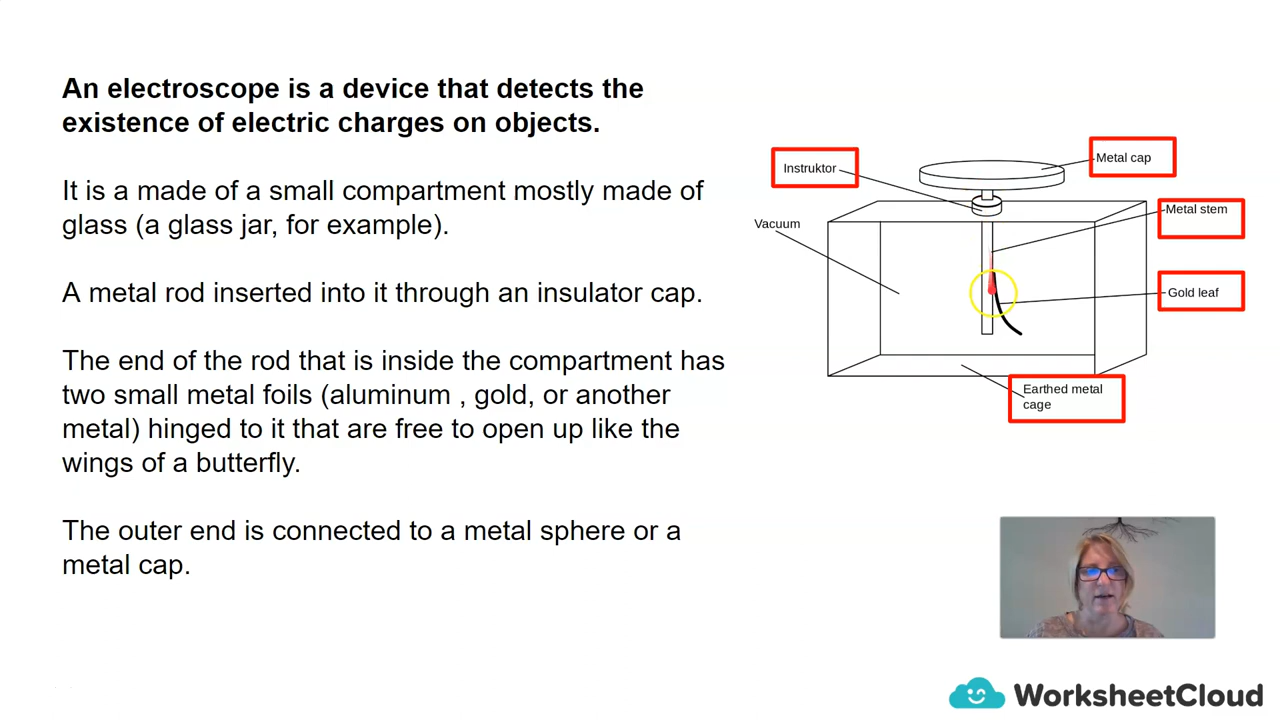 An electroscope is a device that detects the
existence of electric charges on objects.
It is a made of a small compartment mostly made of
glass (a glass jar, for example).
A metal rod inserted into it through an insulator cap.
The end of the rod that is inside the compartment has
two small metal foils (aluminum , gold, or another
metal) hinged to it that are free to open up like the
wings of a butterfly.
The outer end is connected to a metal sphere or a
metal cap.
Metal cap
Instruktor
Metal stem
Vacuum
Gold leaf
Earthed metal
cage
WorksheetCloud